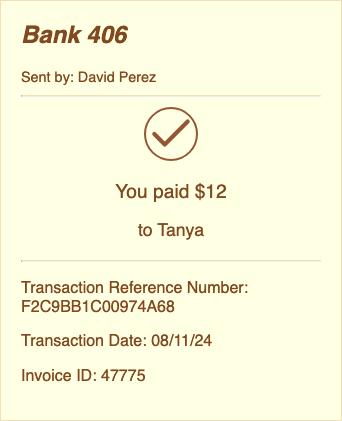 Bank 406
Sent by: David Perez
You paid $12
to Tanya
Transaction Reference Number:
F2C9BB1C00974A68
Transaction Date: 08/11/24
Invoice ID: 47775